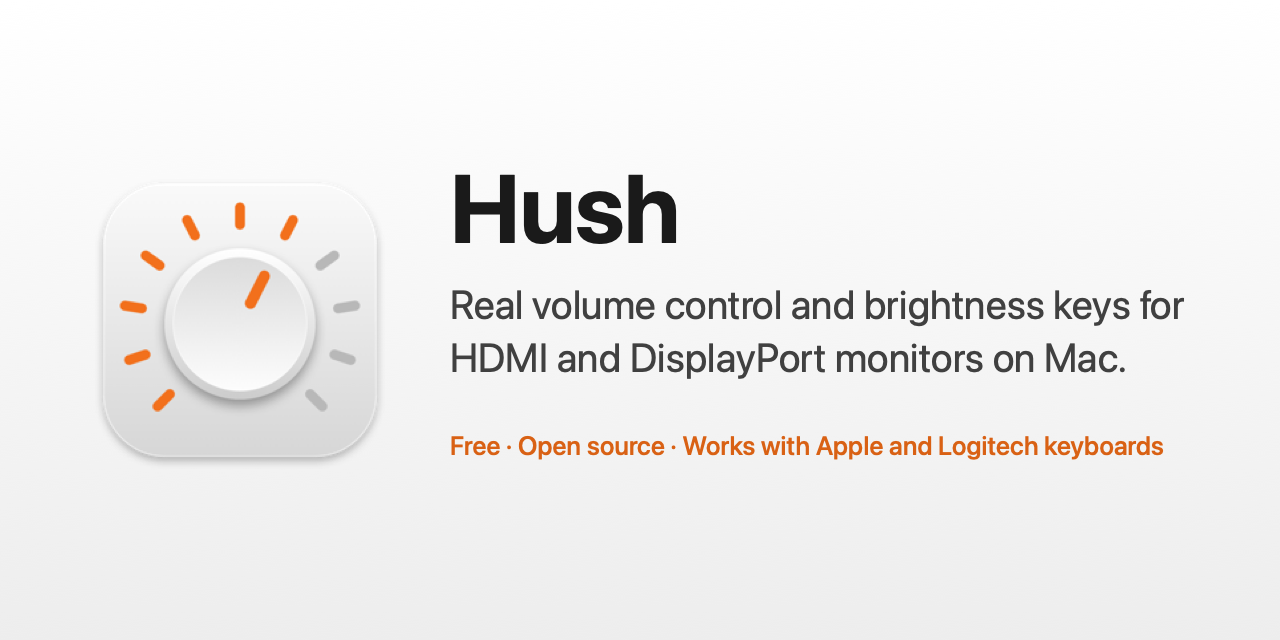 Hush
Real volume control and brightness keys for
HDMI and DisplayPort monitors on Mac.
Free · Open source · Works with Apple and Logitech keyboards